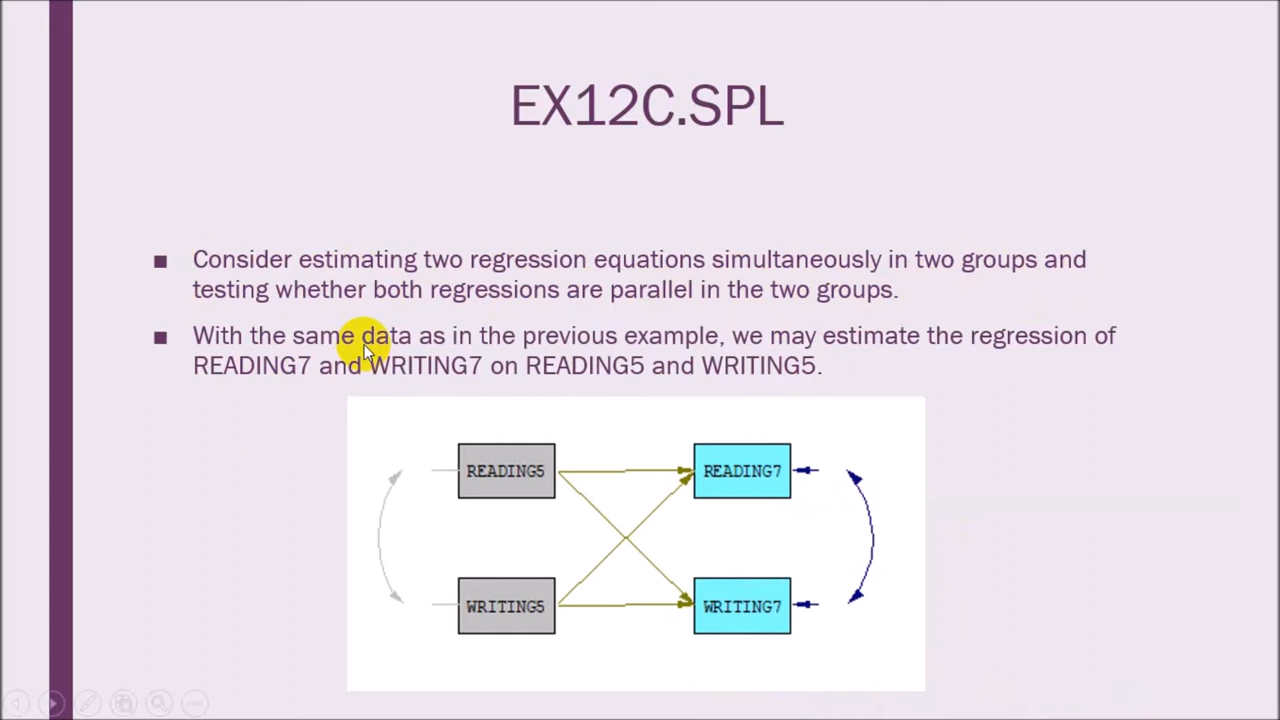 EX12C.SPL
Consider estimating two regression equations simultaneously in two groups and
testing whether both regressions are parallel in the two groups.
With the same data as in the previous example, we may estimate the regression of
READING7 and WRITING7 on READING5 and WRITING5.
READING5
READING7
WRITING5
WRITING7